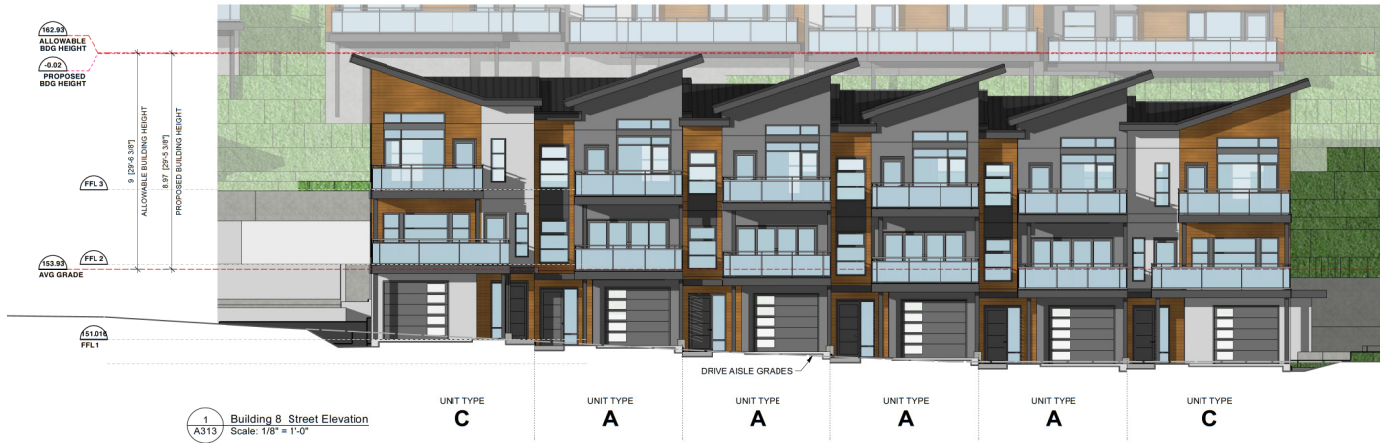 162.93
ALLOWABLE
BDG HEIGHT
-0.02
PROPOSED
BDG HEIGHT
9 [29'-6 3/8"]
ALLOWABLE BUILDING HEIGHT
8.97 [29'-5 3/8"]
PROPOSED BUILDING HEIGHT
FFL 3
FFL 2
153.93
AVG GRADE
151.016
FFL1
DRIVE AISLE GRADES
UNIT TYPE
C
UNIT TYPE
A
UNIT TYPE
A
UNIT TYPE
A
UNIT TYPE
A
UNIT TYPE
C
1
A313
Building 8 Street Elevation
Scale: 1/8" = 1'-0"